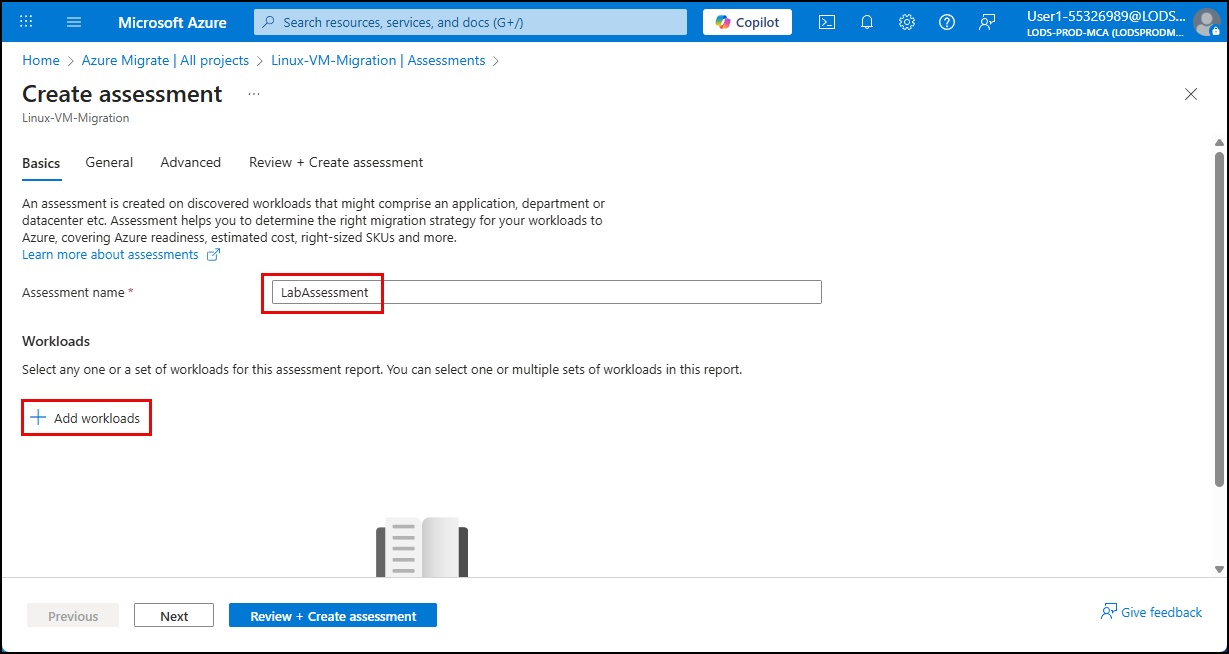 Microsoft Azure
Search resources, services, and docs (G+/)
Copilot
User1-55326989@LODS...
LODS-PROD-MCA (LODSPRODM...
Home > Azure Migrate | All projects > Linux-VM-Migration | Assessments >
Create assessment ...
Linux-VM-Migration
Basics General Advanced Review + Create assessment
An assessment is created on discovered workloads that might comprise an application, department or
datacenter etc. Assessment helps you to determine the right migration strategy for your workloads to
Azure, covering Azure readiness, estimated cost, right-sized SKUs and more.
Learn more about assessments
Assessment name * LabAssessment
Workloads
Select any one or a set of workloads for this assessment report. You can select one or multiple sets of workloads in this report.
+ Add workloads
Previous Next Review + Create assessment Give feedback